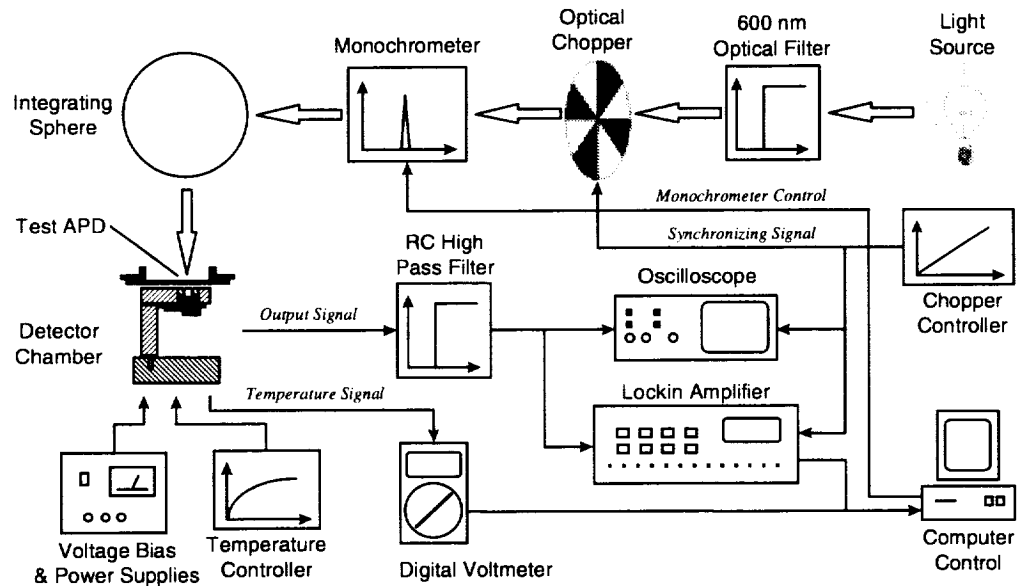 Integrating
Sphere
Monochrometer
Optical
Chopper
600 nm
Optical Filter
Light
Source
Test APD
Monochrometer Control
Synchronizing Signal
RC High
Pass Filter
Oscilloscope
Chopper
Controller
Output Signal
Detector
Chamber
Temperature Signal
Lockin Amplifier
Voltage Bias
& Power Supplies
Temperature
Controller
Digital Voltmeter
Computer
Control